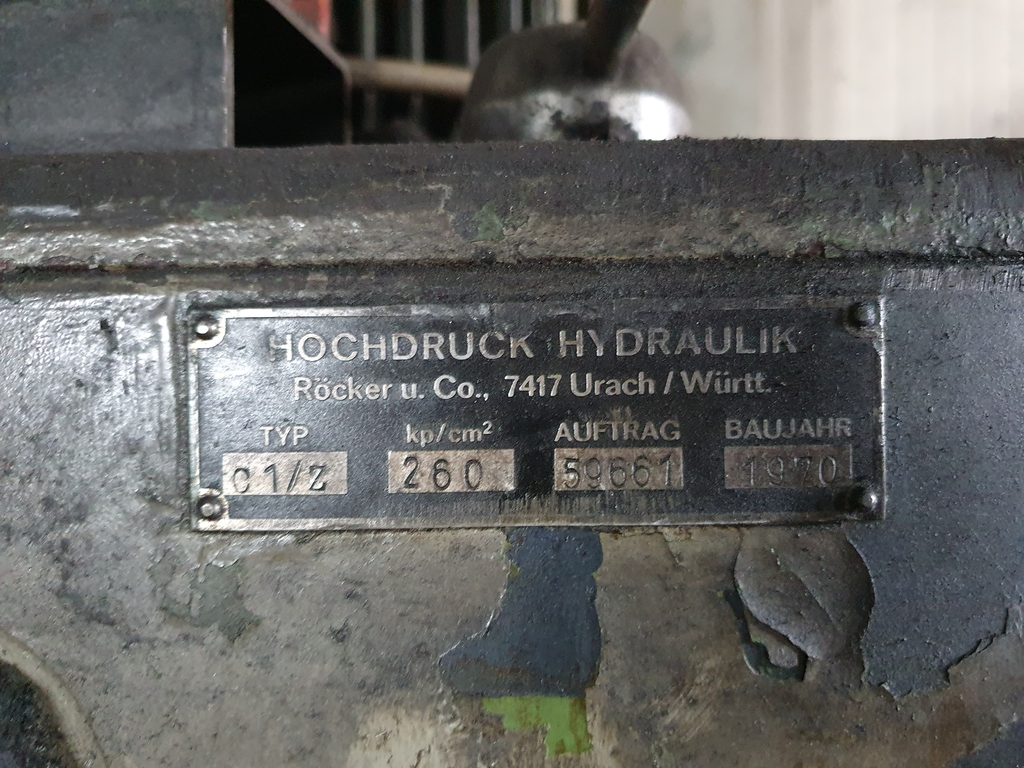 HOCHDRUCK HYDRAULIK
Röcker u. Co., 7417 Urach / Württ.
TYP kp/cm² AUFTRAG BAUJAHR
C1/Z 260 59661 1970